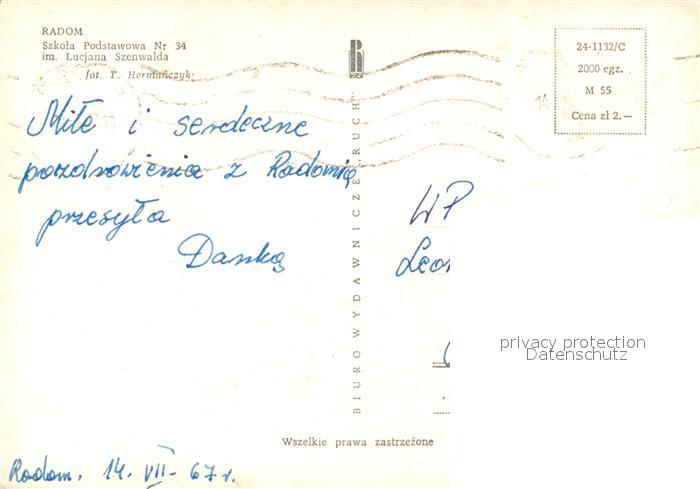 RADOM
Szkoła Podstawowa Nr 34
im. Lucjana Szenwalda
fot. T. Hermańczyk
24-1132/C
2000 egz.
M 55
Cena zł 2.—
Miłe i serdeczne
pozdrowienia z Radomia
przesyła
Danka
BIURO WYDAWNICZE „RUCH”
WP
Leon
privacy protection
Datenschutz
Wszelkie prawa zastrzeżone
Radom. 14. VII - 67 r.